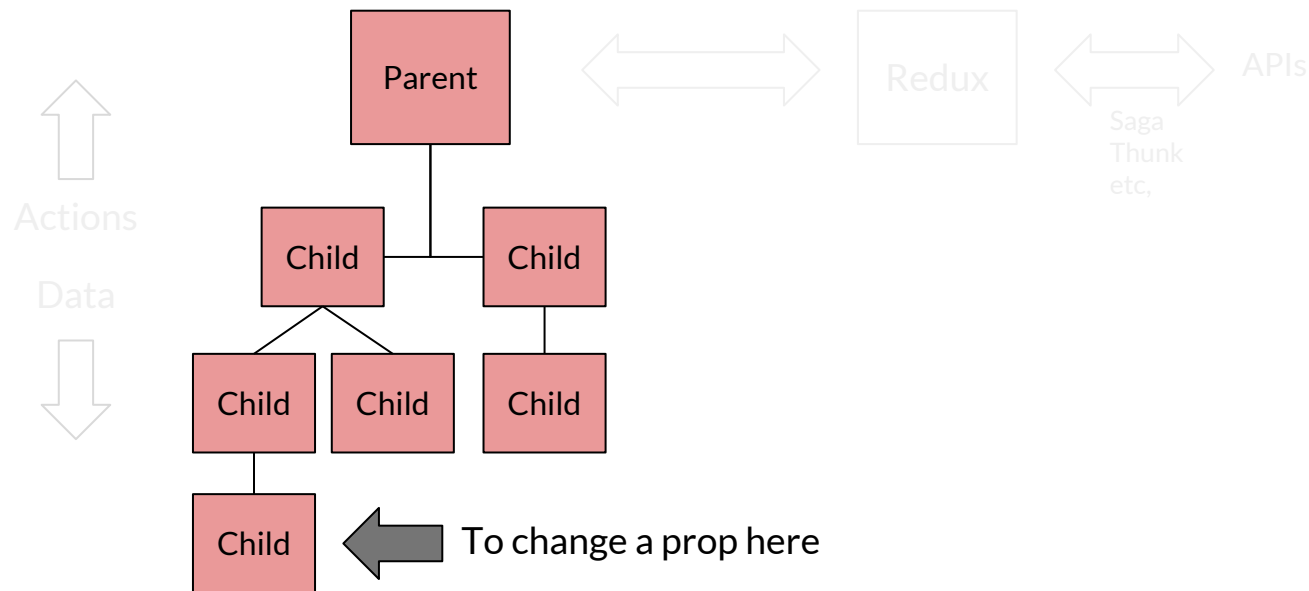 Parent
Redux
APIs
Saga
Thunk
etc,
Actions
Child
Child
Data
Child
Child
Child
Child
To change a prop here